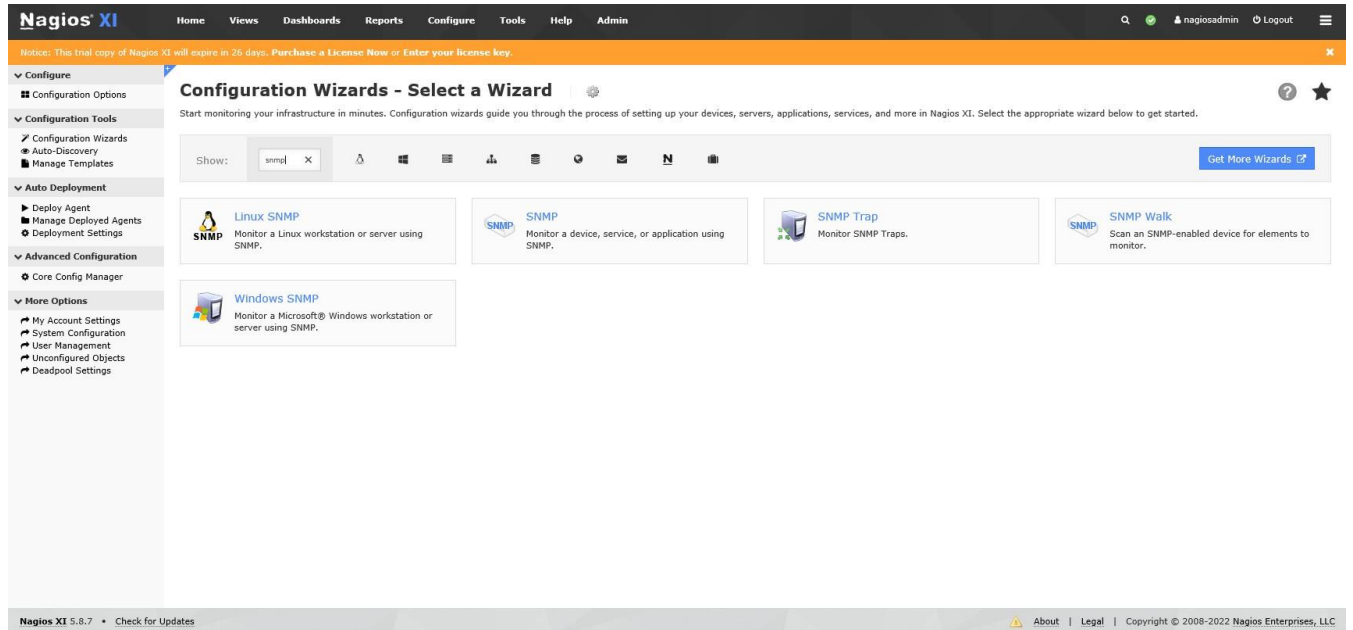 Nagios® XI
Home Views Dashboards Reports Configure Tools Help Admin
nagiosadmin Logout
Notice: This trial copy of Nagios XI will expire in 26 days. Purchase a License Now or Enter your license key.
Configure
Configuration Options
Configuration Tools
Configuration Wizards
Auto-Discovery
Manage Templates
Auto Deployment
Deploy Agent
Manage Deployed Agents
Deployment Settings
Advanced Configuration
Core Config Manager
More Options
My Account Settings
System Configuration
User Management
Unconfigured Objects
Deadpool Settings
Configuration Wizards - Select a Wizard
Start monitoring your infrastructure in minutes. Configuration wizards guide you through the process of setting up your devices, servers, applications, services, and more in Nagios XI. Select the appropriate wizard below to get started.
Show: snmp N Get More Wizards
SNMP
Linux SNMP
Monitor a Linux workstation or server using
SNMP.
SNMP
SNMP
Monitor a device, service, or application using
SNMP.
SNMP Trap
Monitor SNMP Traps.
SNMP
SNMP Walk
Scan an SNMP-enabled device for elements to
monitor.
Windows SNMP
Monitor a Microsoft® Windows workstation or
server using SNMP.
Nagios XI 5.8.7 • Check for Updates
About | Legal | Copyright © 2008-2022 Nagios Enterprises, LLC